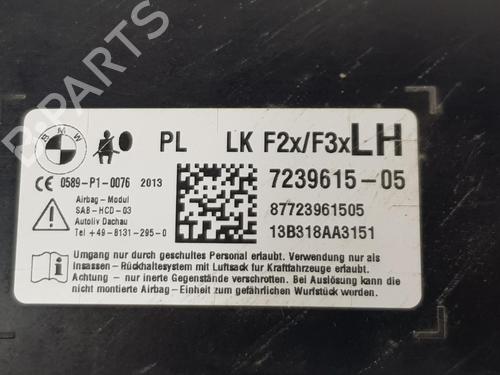 B-PARTS
BMW PL LK F2x/F3x LH
CE 0589-P1-0076 2013
7239615-05
Airbag-Modul
SAB-HCD-03
Autoliv Dachau
Tel +49-8131-295-0
87723961505
13B318AA3151
Umgang nur durch geschultes Personal erlaubt. Verwendung nur als
Insassen-Rückhaltesystem mit Luftsack für Kraftfahrzeuge erlaubt.
Achtung - nur inerte Gegenstände verschrotten. Bei Auslösung kann die
nicht montierte Airbag-Einheit zum gefährlichen Wurfstück worden.